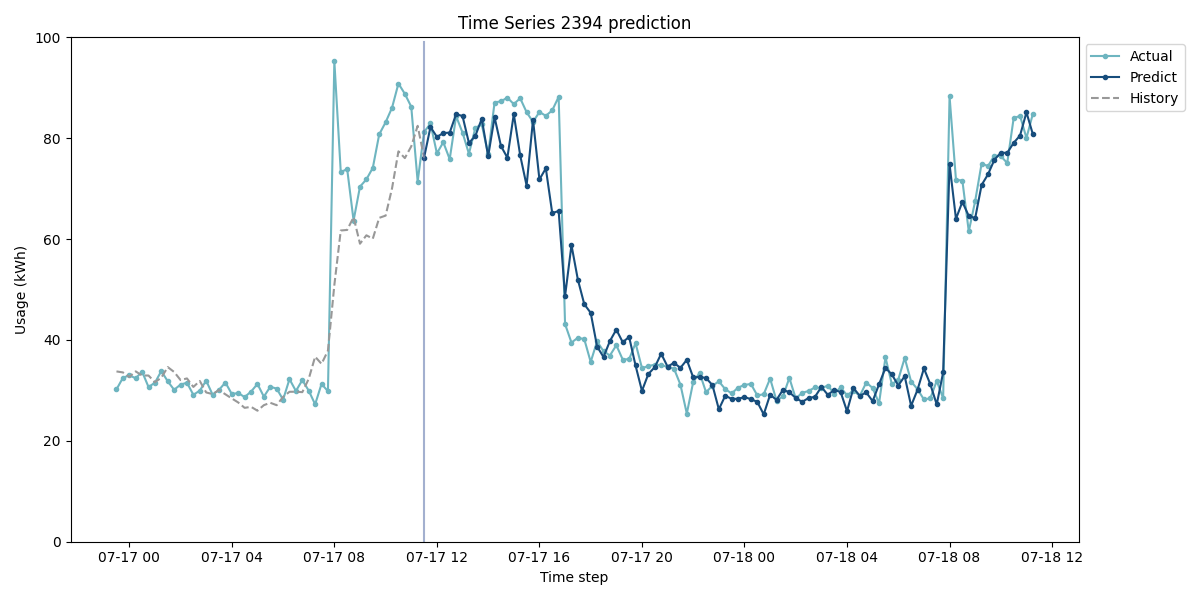 Time Series 2394 prediction
Usage (kWh)
100
80
60
40
20
0
07-17 00
07-17 04
07-17 08
07-17 12
07-17 16
07-17 20
07-18 00
07-18 04
07-18 08
07-18 12
Time step
Actual
Predict
History